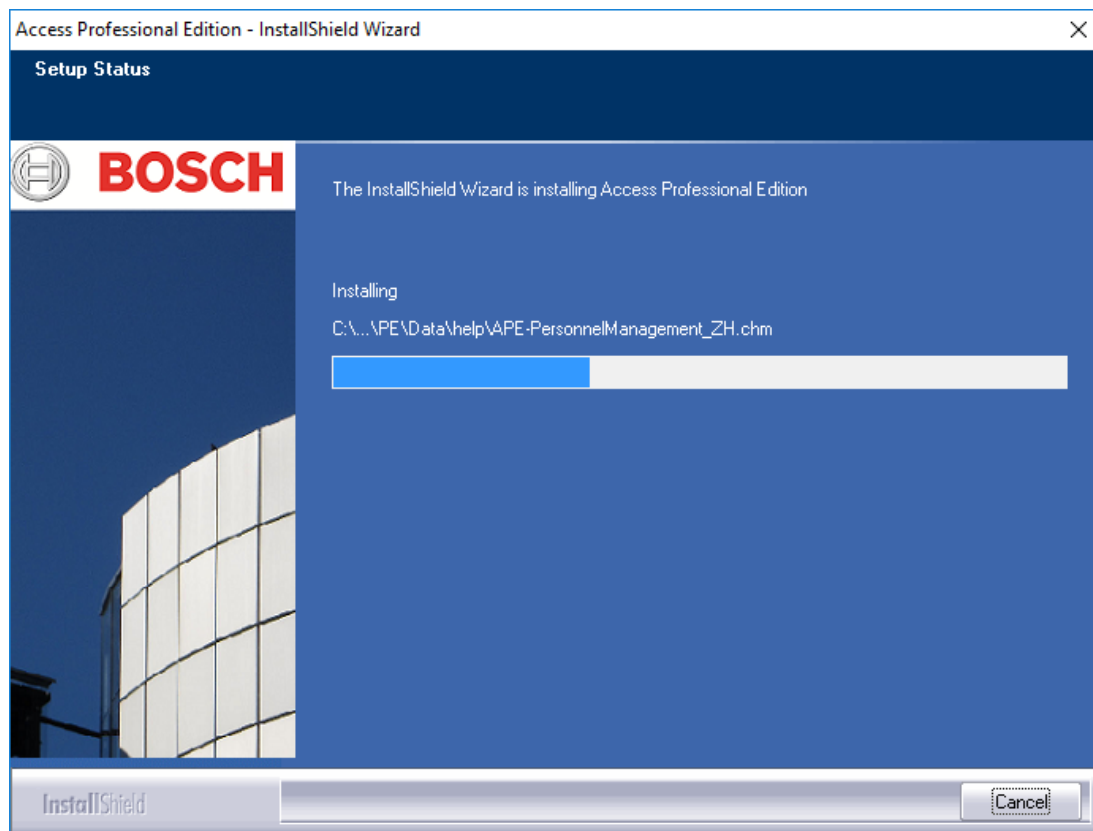 Access Professional Edition - InstallShield Wizard
Setup Status
BOSCH
The InstallShield Wizard is installing Access Professional Edition
Installing
C:\...\PE\Data\help\APE-PersonnelManagement_ZH.chm
InstallShield
Cancel